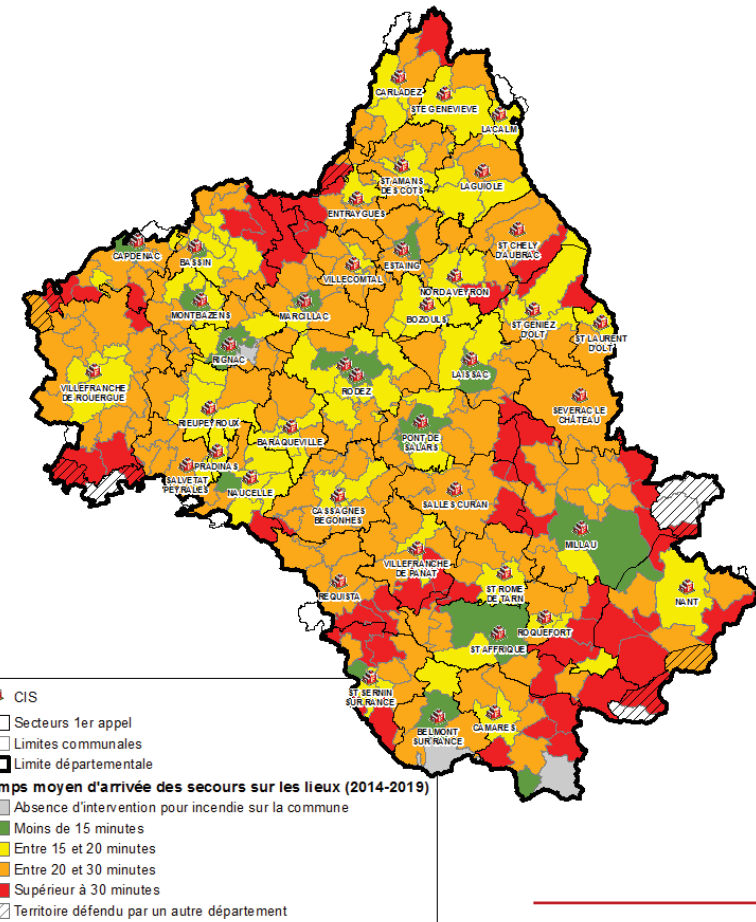 CARLADEZ
STE GENEVIEVE
LACALM
ST AMANS
DES COTS
LAGUIOLE
ENTRAYGUES
ST CHELY
D'AUBRAC
CAPDENAC
BASSIN
ESTAING
VILLECOMTAL
NORD AVEYRON
MONTBAZENS
MARCILLAC
BOZOULS
ST GENIEZ
D'OLT
ST LAURENT
D'OLT
RIGNAC
LAISSAC
VILLEFRANCHE
DE ROUERGUE
RODEZ
SEVERAC LE
CHATEAU
RIEUPEYROUX
BARAQUEVILLE
PONT DE
SALARS
PRADINAS
SALVETAT
PEYRALES
NAUCELLE
CASSAGNES
BEGONHES
SALLES CURAN
MILLAU
VILLEFRANCHE
DE PANAT
REQUISTA
ST ROME
DE TARN
NANT
ROQUEFORT
ST AFFRIQUE
ST SERNIN
SUR RANCE
BELMONT
SUR RANCE
CAMARES
CIS
Secteurs 1er appel
Limites communales
Limite départementale
mps moyen d'arrivée des secours sur les lieux (2014-2019)
Absence d'intervention pour incendie sur la commune
Moins de 15 minutes
Entre 15 et 20 minutes
Entre 20 et 30 minutes
Supérieur à 30 minutes
Territoire défendu par un autre département